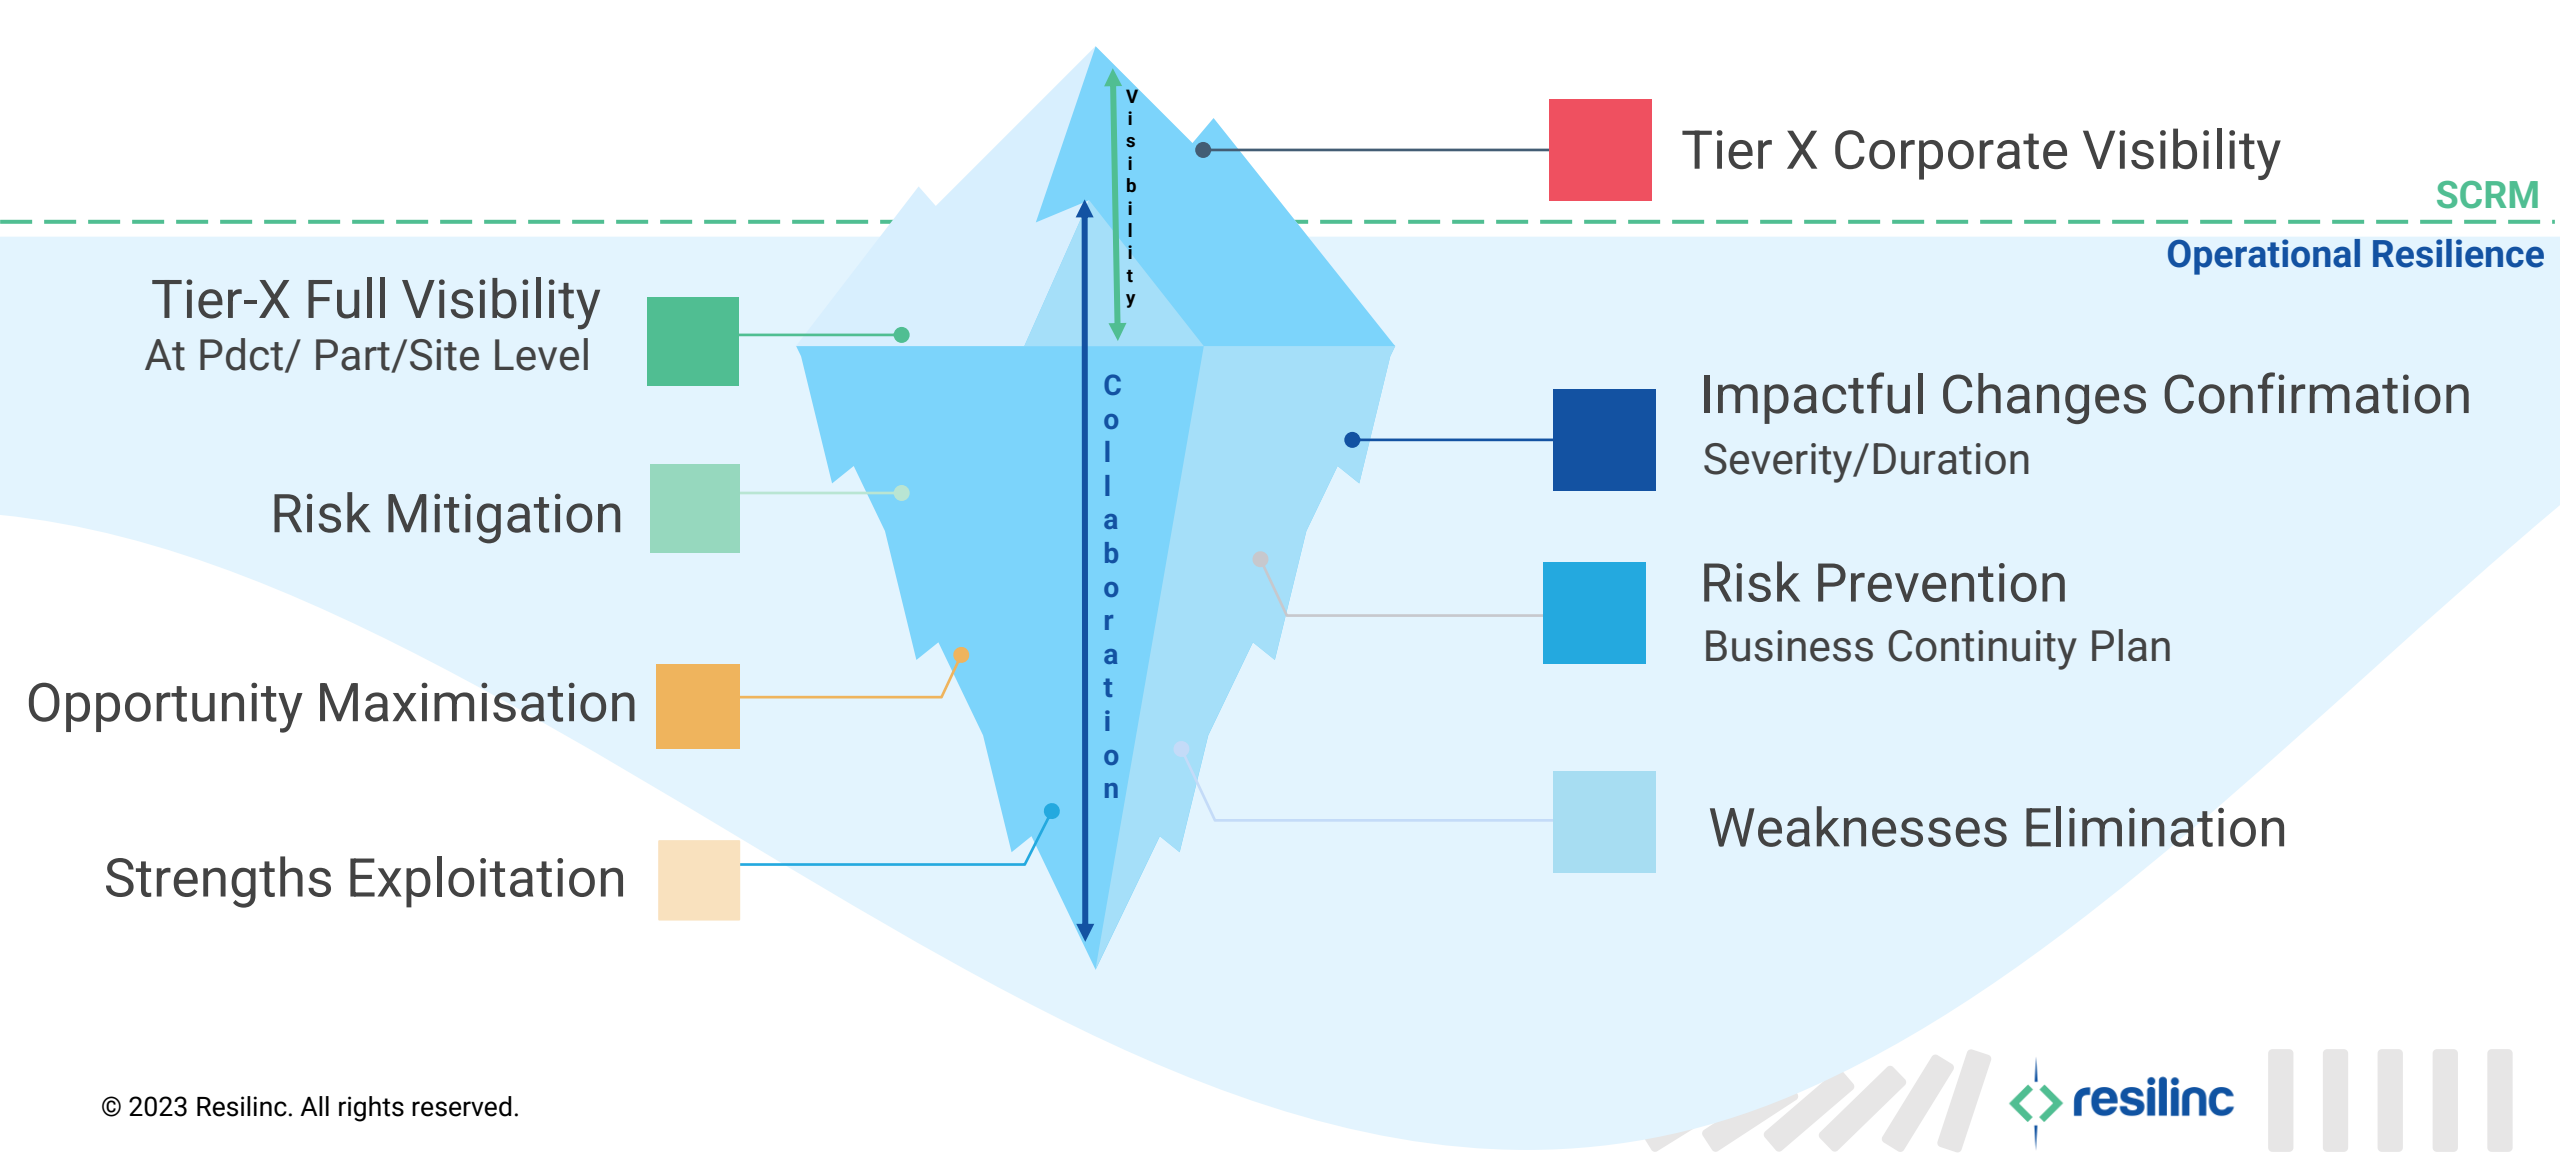 Visibility
Tier X Corporate Visibility
SCRM
Operational Resilience
Tier-X Full Visibility
At Pdct/ Part/Site Level
Collaboration
Impactful Changes Confirmation
Severity/Duration
Risk Mitigation
Risk Prevention
Business Continuity Plan
Opportunity Maximisation
Weaknesses Elimination
Strengths Exploitation
© 2023 Resilinc. All rights reserved.
resilinc